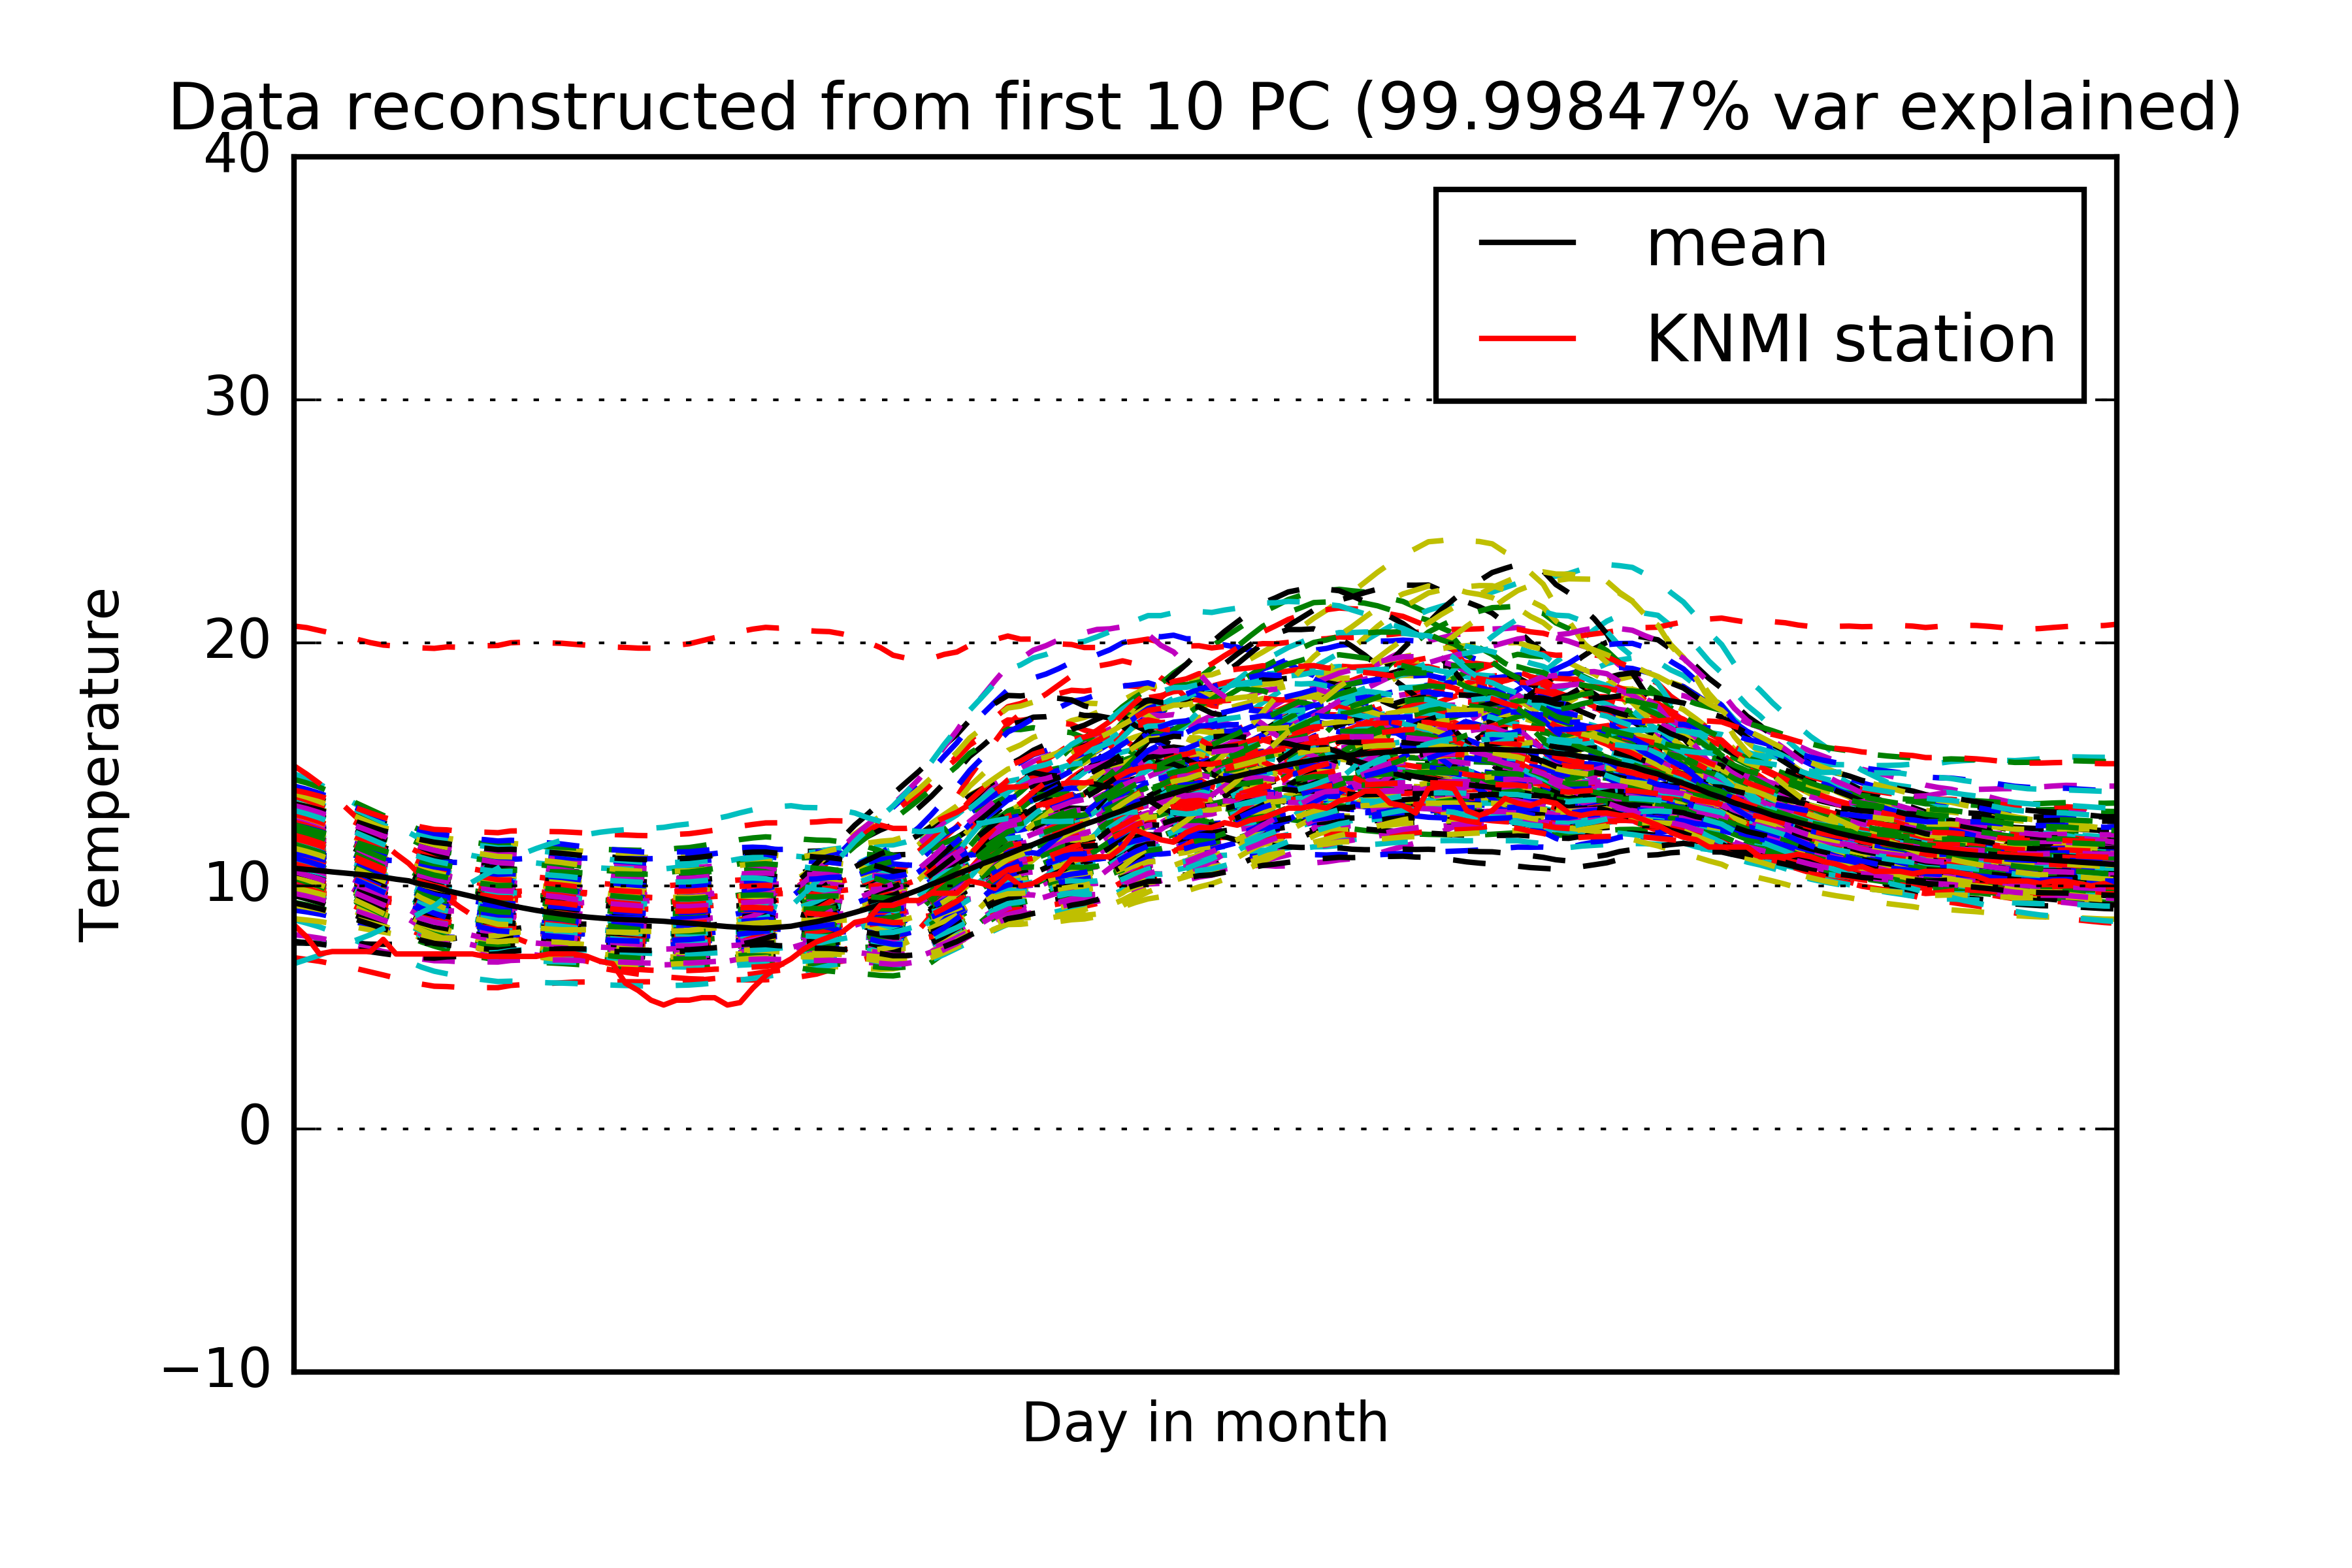 Data reconstructed from first 10 PC (99.99847% var explained)
40
30
20
10
0
−10
Temperature
Day in month
mean
KNMI station